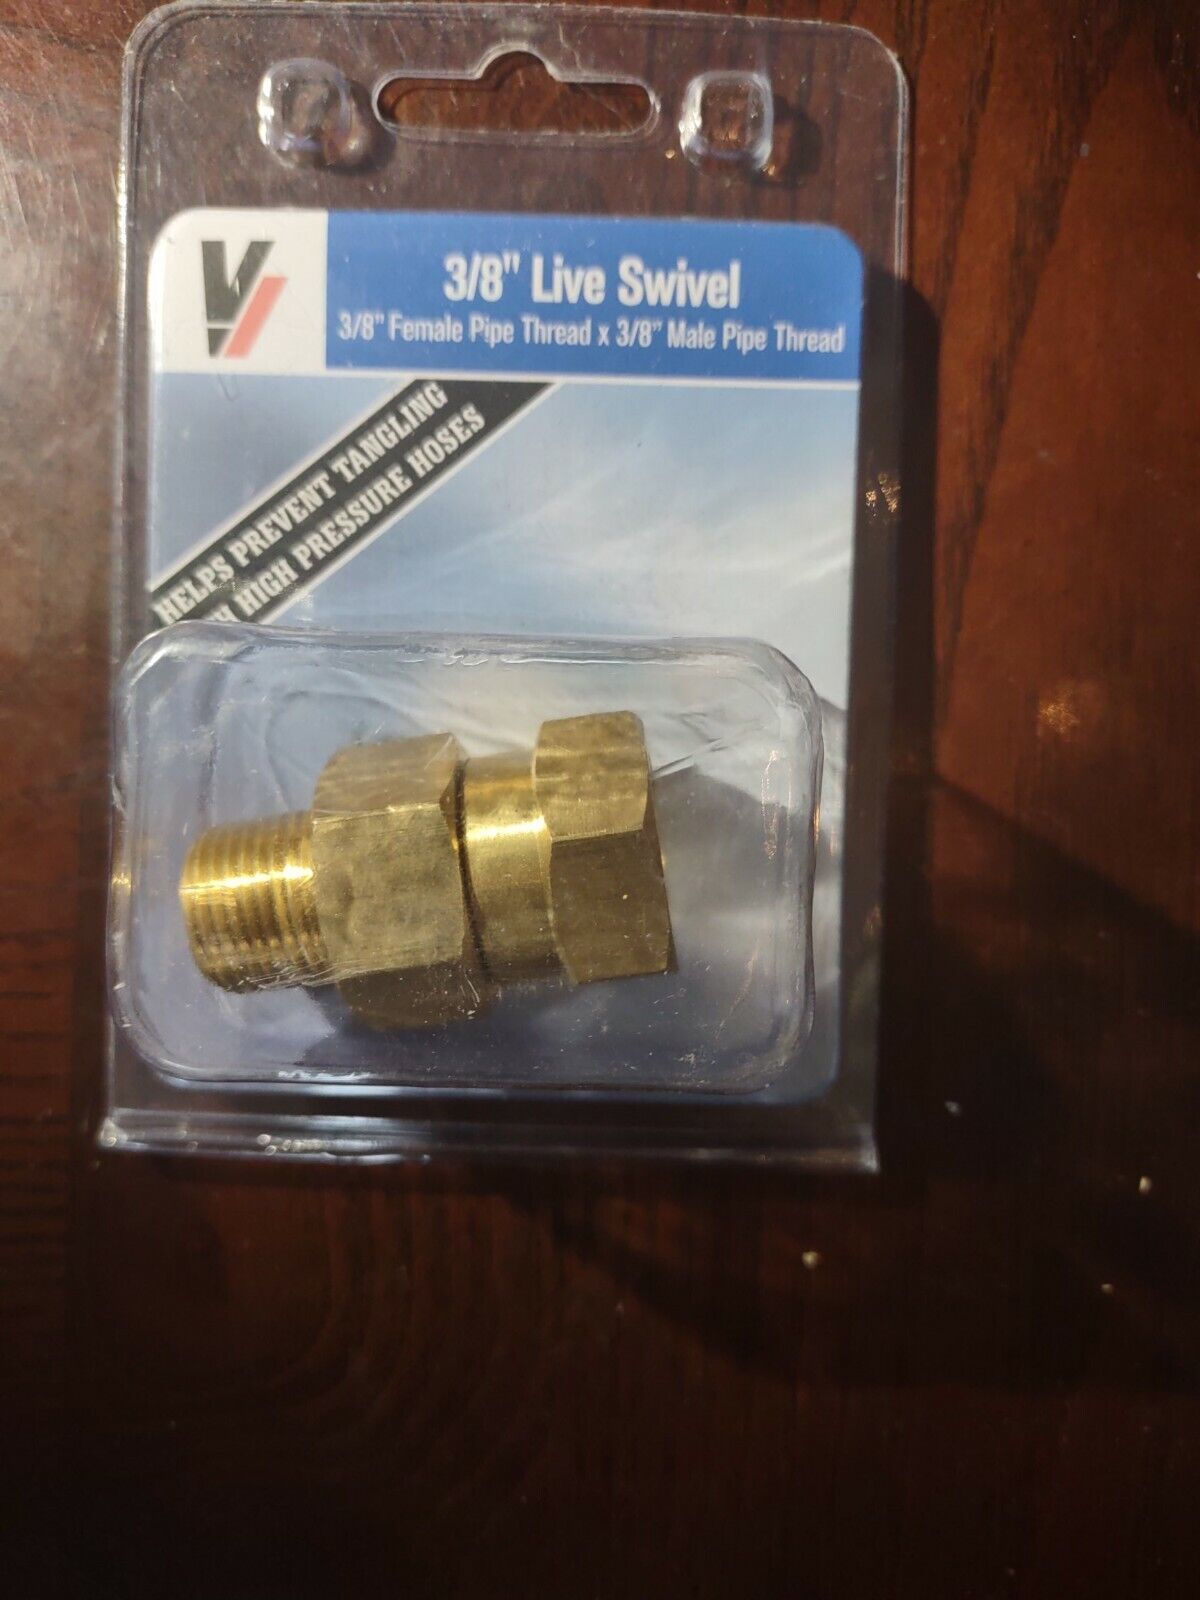 V
3/8" Live Swivel
3/8" Female Pipe Thread x 3/8" Male Pipe Thread
HELPS PREVENT TANGLING
HIGH PRESSURE HOSES